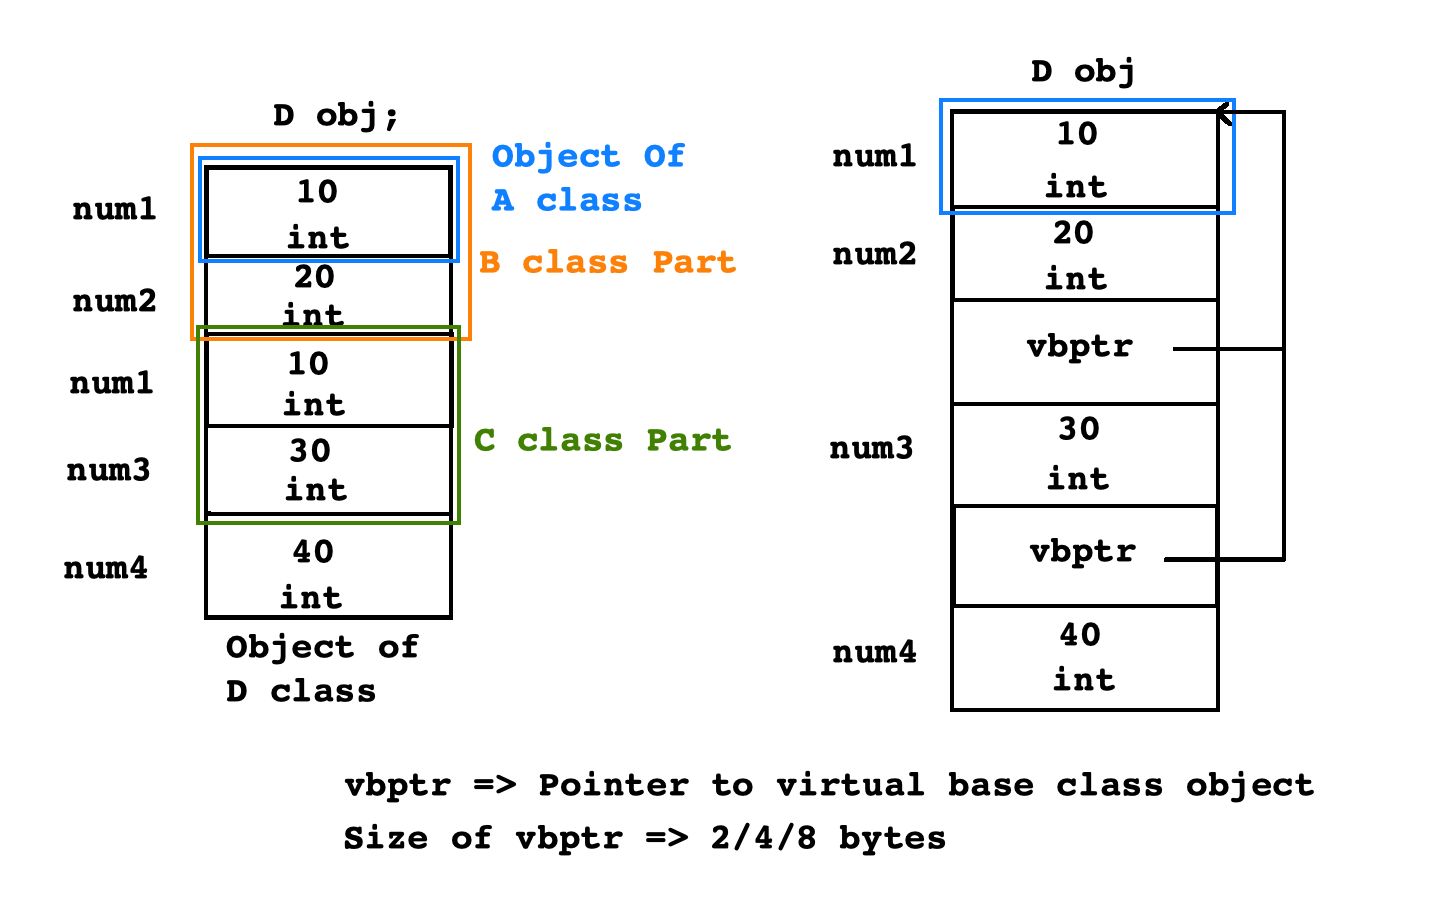 D obj;
num1
10
int
Object Of
A class
num2
20
int
B class Part
num1
10
int
num3
30
int
C class Part
num4
40
int
Object of
D class
D obj
num1
10
int
num2
20
int
vbptr
num3
30
int
vbptr
num4
40
int
vbptr => Pointer to virtual base class object
Size of vbptr => 2/4/8 bytes